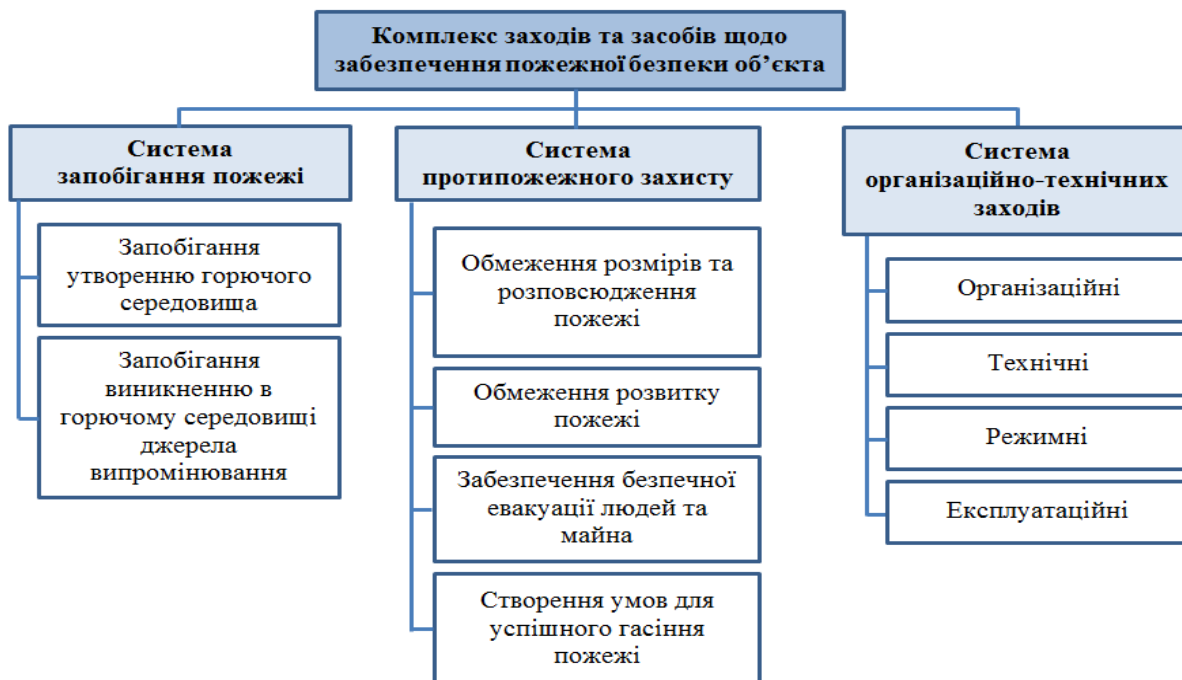 Комплекс заходів та засобів щодо
забезпечення пожежної безпеки об’єкта
Система
запобігання пожежі
Запобігання
утворенню горючого
середовища
Запобігання
виникненню в
горючому середовищі
джерела
випромінювання
Система
протипожежного захисту
Обмеження розмірів та
розповсюдження
пожежі
Обмеження розвитку
пожежі
Забезпечення безпечної
евакуації людей та
майна
Створення умов для
успішного гасіння
пожежі
Система
організаційно-технічних
заходів
Організаційні
Технічні
Режимні
Експлуатаційні